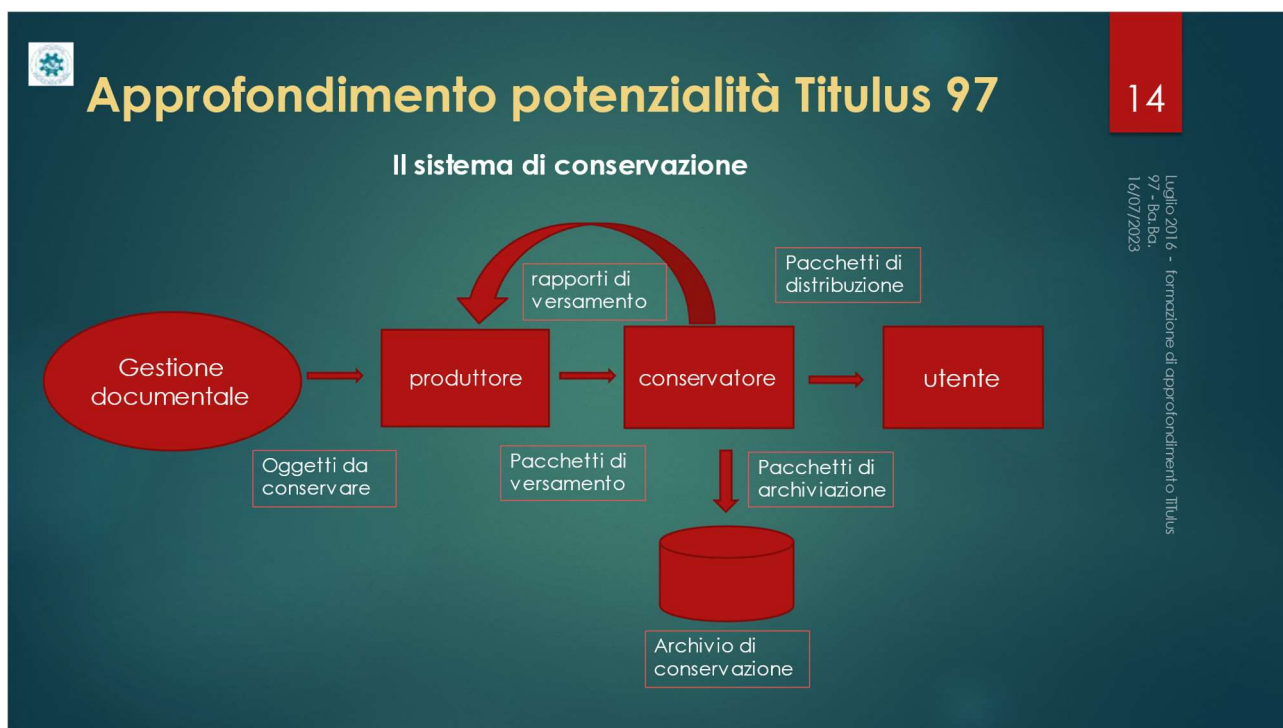 Approfondimento potenzialità Titulus 97
14
Il sistema di conservazione
Luglio 2016 - formazione di approfondimento TITulus
97 - Ba.Ba.
16/07/2023
rapporti di
versamento
Pacchetti di
distribuzione
Gestione
documentale
produttore
conservatore
utente
Oggetti da
conservare
Pacchetti di
versamento
Pacchetti di
archiviazione
Archivio di
conservazione